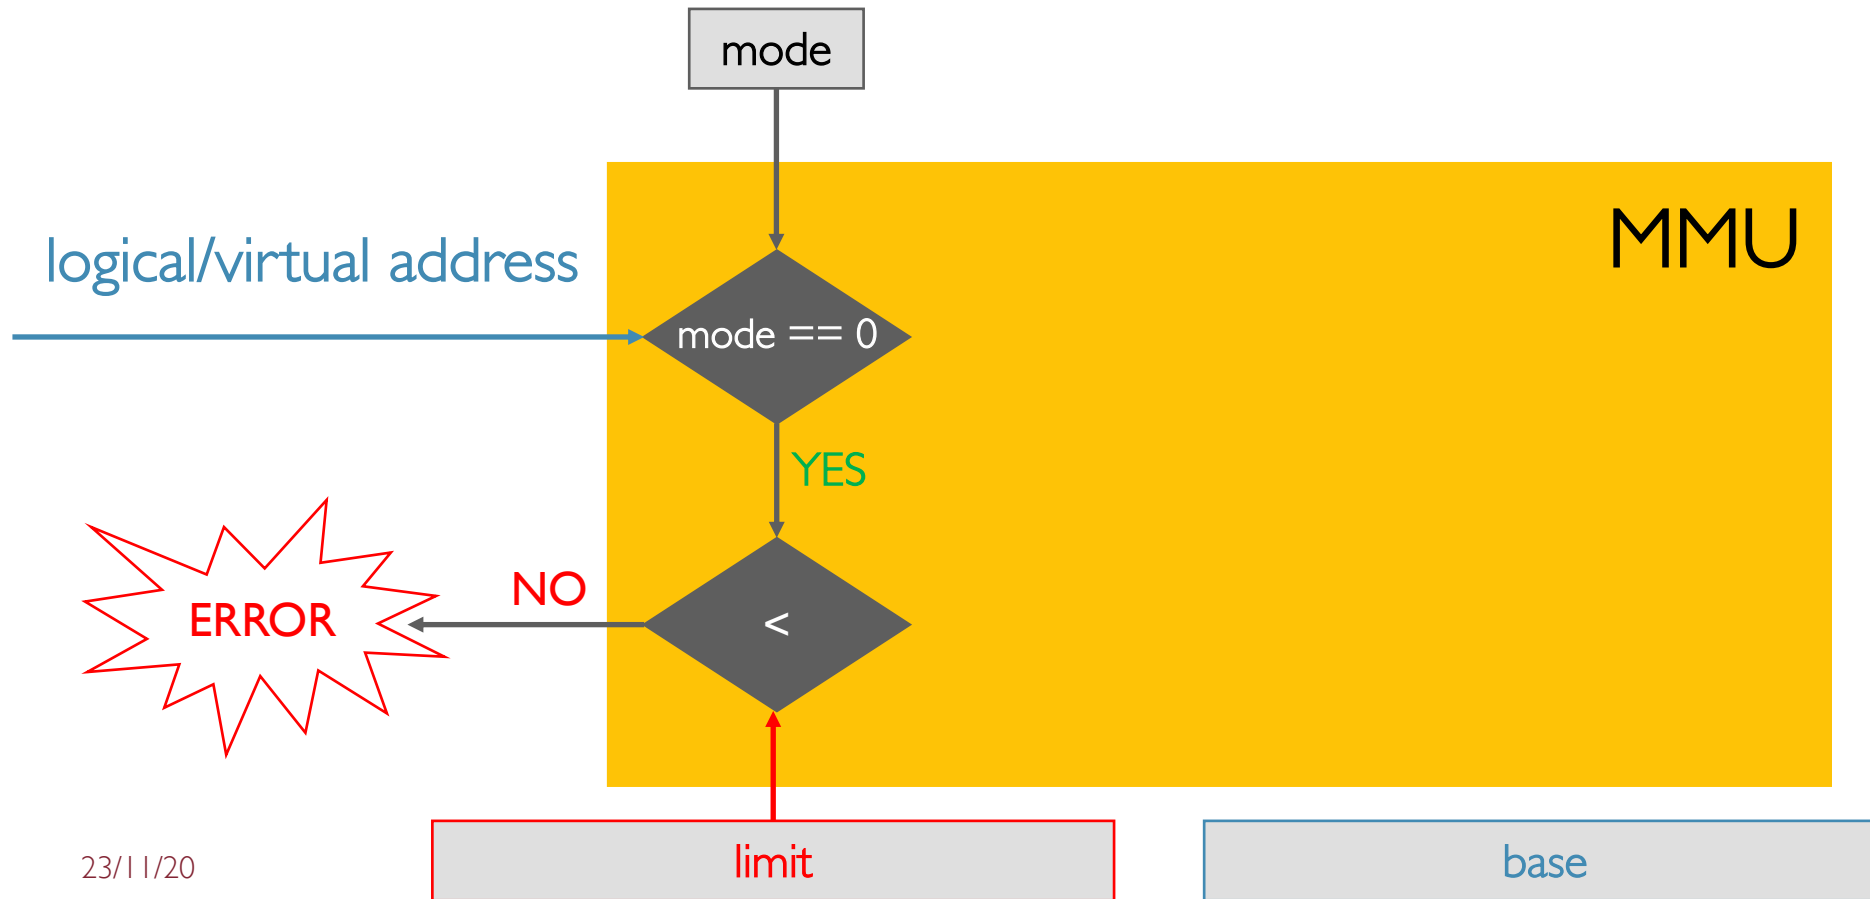 mode
MMU
logical/virtual address
mode == 0
YES
NO
ERROR
<
limit
base
23/11/20